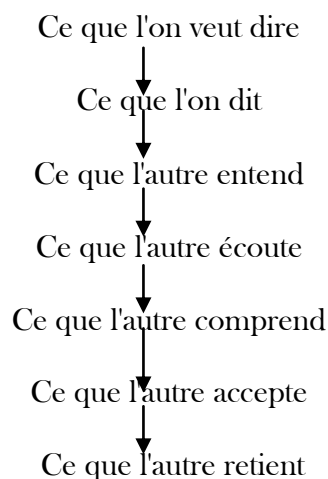 Ce que l'on veut dire
Ce que l'on dit
Ce que l'autre entend
Ce que l'autre écoute
Ce que l'autre comprend
Ce que l'autre accepte
Ce que l'autre retient